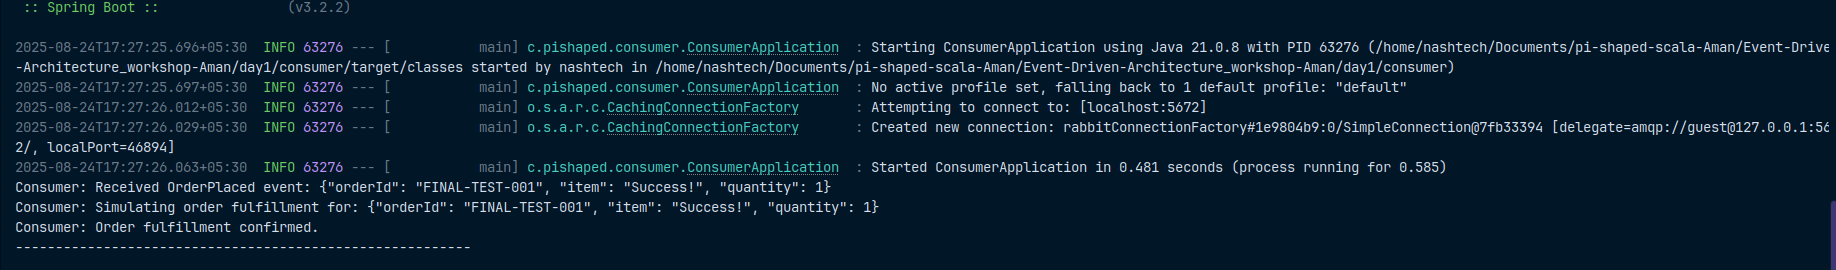 :: Spring Boot ::                (v3.2.2)
2025-08-24T17:27:25.696+05:30  INFO 63276 --- [           main] c.pishaped.consumer.ConsumerApplication  : Starting ConsumerApplication using Java 21.0.8 with PID 63276 (/home/nashtech/Documents/pi-shaped-scala-Aman/Event-Drive
-Architecture_workshop-Aman/day1/consumer/target/classes started by nashtech in /home/nashtech/Documents/pi-shaped-scala-Aman/Event-Driven-Architecture_workshop-Aman/day1/consumer)
2025-08-24T17:27:25.697+05:30  INFO 63276 --- [           main] c.pishaped.consumer.ConsumerApplication  : No active profile set, falling back to 1 default profile: "default"
2025-08-24T17:27:26.012+05:30  INFO 63276 --- [           main] o.s.a.r.c.CachingConnectionFactory       : Attempting to connect to: [localhost:5672]
2025-08-24T17:27:26.029+05:30  INFO 63276 --- [           main] o.s.a.r.c.CachingConnectionFactory       : Created new connection: rabbitConnectionFactory#1e9804b9:0/SimpleConnection@7fb33394 [delegate=amqp://guest@127.0.0.1:56
2/, localPort=46894]
2025-08-24T17:27:26.063+05:30  INFO 63276 --- [           main] c.pishaped.consumer.ConsumerApplication  : Started ConsumerApplication in 0.481 seconds (process running for 0.585)
Consumer: Received OrderPlaced event: {"orderId": "FINAL-TEST-001", "item": "Success!", "quantity": 1}
Consumer: Simulating order fulfillment for: {"orderId": "FINAL-TEST-001", "item": "Success!", "quantity": 1}
Consumer: Order fulfillment confirmed.
---------------------------------------------------------